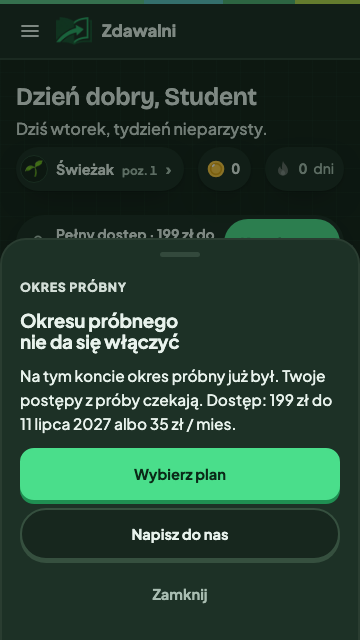 Zdawalni
Dzień dobry, Student
Dziś wtorek, tydzień nieparzysty.
Świeżak poz. 1 ›
0
0 dni
Pełny dostęp · 199 zł do
OKRES PRÓBNY
Okresu próbnego
nie da się włączyć
Na tym koncie okres próbny już był. Twoje
postępy z próby czekają. Dostęp: 199 zł do
11 lipca 2027 albo 35 zł / mies.
Wybierz plan
Napisz do nas
Zamknij